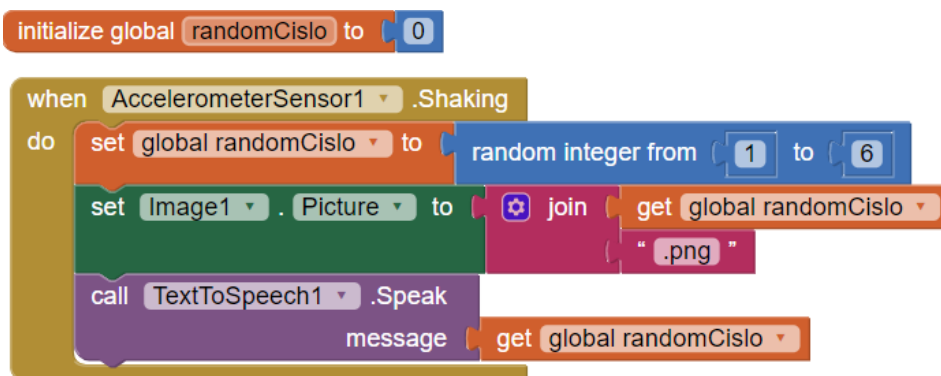 initialize global randomCislo to 0
when AccelerometerSensor1 .Shaking
do set global randomCislo to random integer from 1 to 6
set Image1 . Picture to join get global randomCislo
“ .png ”
call TextToSpeech1 .Speak
message get global randomCislo